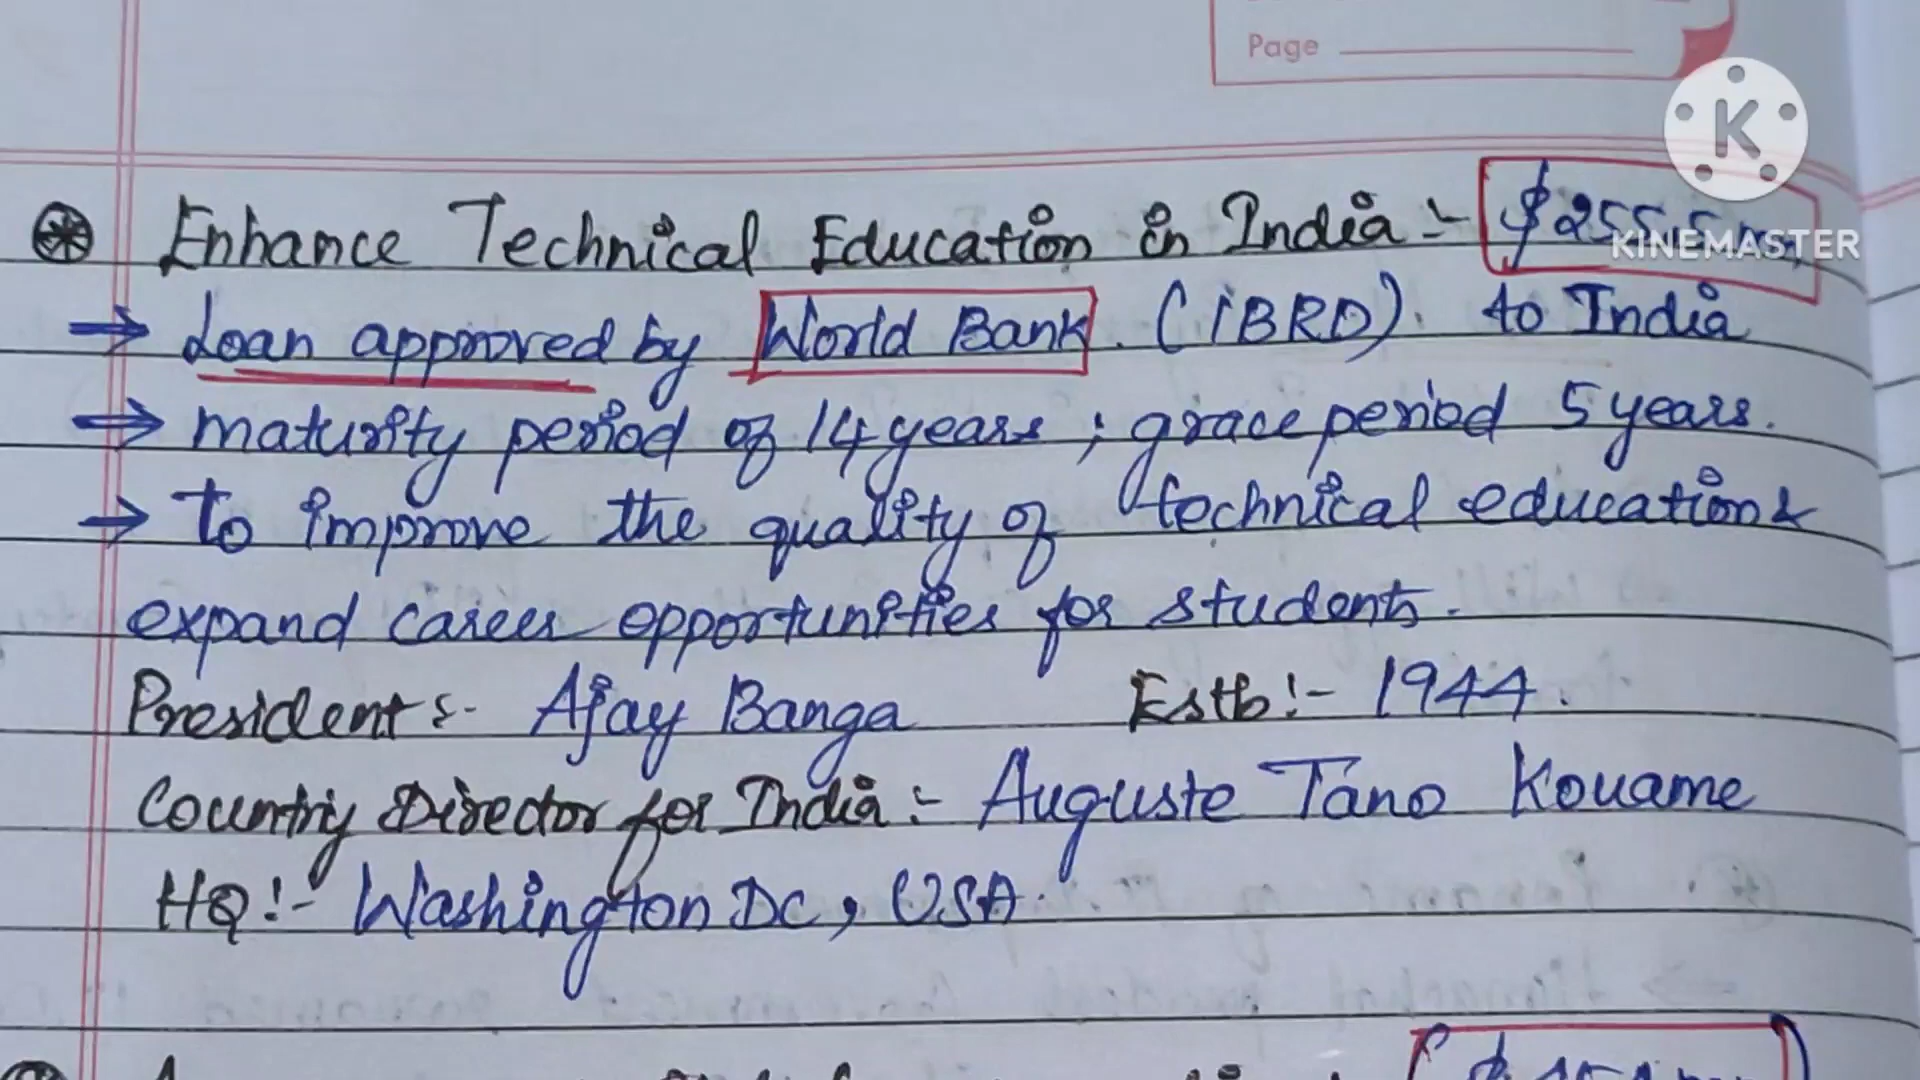 Page
K
KINEMASTER
Enhance Technical Education in India :- $255.5 mn
→ Loan approved by World Bank. (IBRD). to India
→ maturity period of 14 years ; grace period 5 years.
→ To improve the quality of technical education &
expand career opportunities for students.
President :- Ajay Banga Estb :- 1944.
Country Director for India :- Auguste Tano Kouame
HQ :- Washington DC, USA.